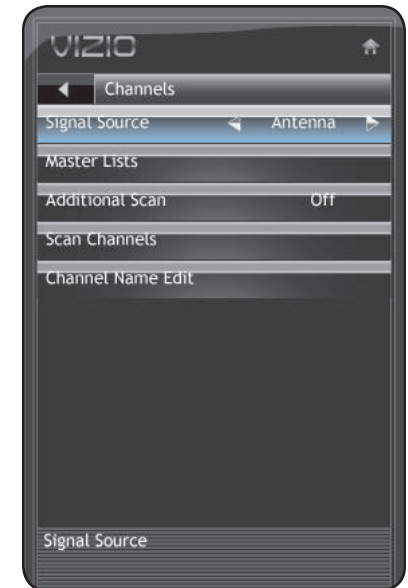 VIZIO
Channels
Signal Source Antenna
Master Lists
Additional Scan Off
Scan Channels
Channel Name Edit
Signal Source